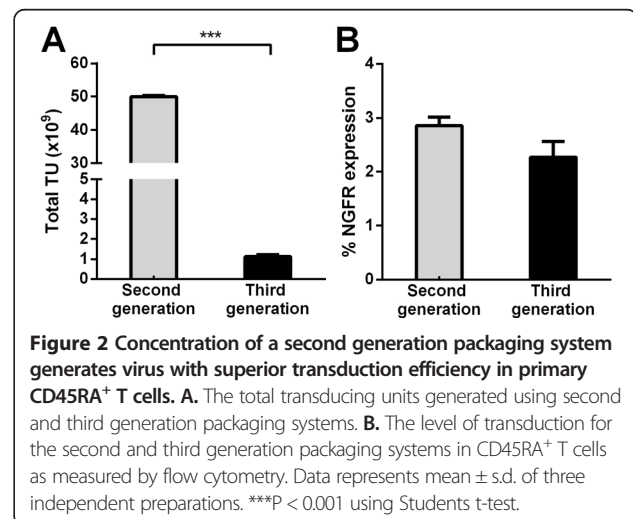 A
B
***
Total TU (x10⁹)
60
50
40
30
5
4
3
2
1
0
Second generation
Third generation
% NGFR expression
4
3
2
1
0
Second generation
Third generation
Figure 2 Concentration of a second generation packaging system
generates virus with superior transduction efficiency in primary
CD45RA⁺ T cells. A. The total transducing units generated using second
and third generation packaging systems. B. The level of transduction for
the second and third generation packaging systems in CD45RA⁺ T cells
as measured by flow cytometry. Data represents mean ± s.d. of three
independent preparations. ***P < 0.001 using Students t-test.